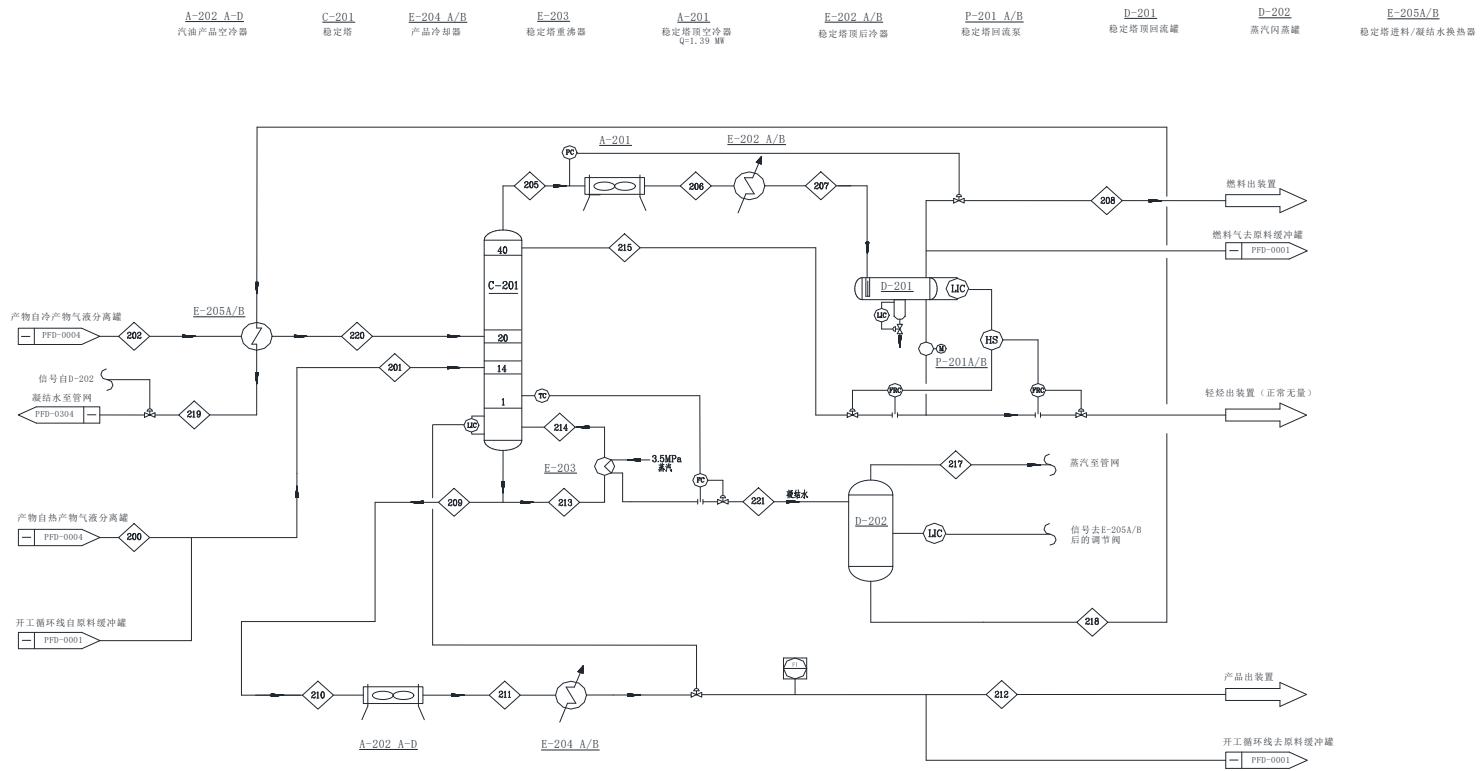 A-202 A-D
汽油产品空冷器
C-201
稳定塔
E-204 A/B
产品冷却器
E-203
稳定塔重沸器
A-201
稳定塔顶空冷器
Q=1.39 MW
E-202 A/B
稳定塔顶后冷器
P-201 A/B
稳定塔回流泵
D-201
稳定塔顶回流罐
D-202
蒸汽闪蒸罐
E-205A/B
稳定塔进料/凝结水换热器
A-201
E-202 A/B
PC
205
206
207
208
燃料出装置
40
215
燃料气去原料缓冲罐
PFD-0001
C-201
D-201
LIC
LIC
E-205A/B
产物自冷产物气液分离罐
PFD-0004
202
220
20
HS
M
P-201A/B
201
14
信号自D-202
凝结水至管网
PFD-0304
219
1
TC
FRC
FRC
轻烃出装置（正常无量）
LIC
214
E-203
3.5MPa
蒸汽
217
蒸汽至管网
209
213
FC
221
凝结水
D-202
LIC
信号去E-205A/B
后的调节阀
产物自热产物气液分离罐
PFD-0004
200
开工循环线自原料缓冲罐
PFD-0001
218
FI
210
211
212
产品出装置
A-202 A-D
E-204 A/B
开工循环线去原料缓冲罐
PFD-0001